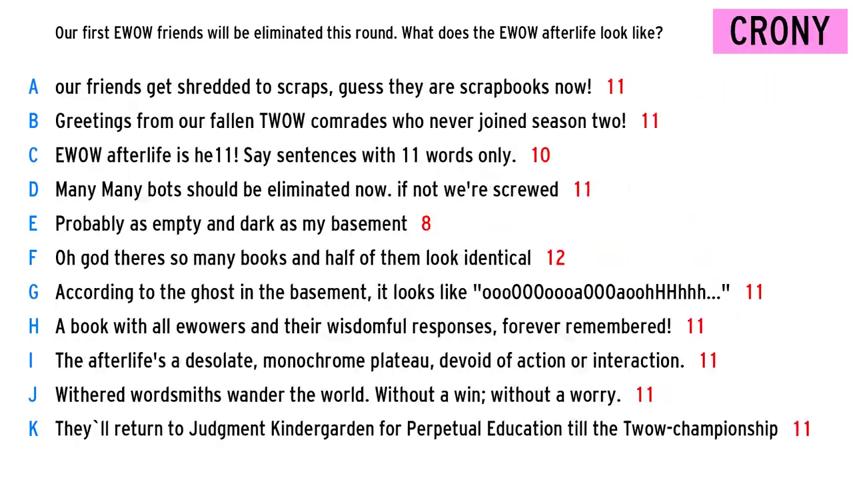 Our first EWOW friends will be eliminated this round. What does the EWOW afterlife look like?
CRONY
A our friends get shredded to scraps, guess they are scrapbooks now! 11
B Greetings from our fallen TWOW comrades who never joined season two! 11
C EWOW afterlife is he11! Say sentences with 11 words only. 10
D Many Many bots should be eliminated now. if not we're screwed 11
E Probably as empty and dark as my basement 8
F Oh god theres so many books and half of them look identical 12
G According to the ghost in the basement, it looks like "oooOOOoooaOOOaoohHHhhh..." 11
H A book with all ewowers and their wisdomful responses, forever remembered! 11
I The afterlife's a desolate, monochrome plateau, devoid of action or interaction. 11
J Withered wordsmiths wander the world. Without a win; without a worry. 11
K They`ll return to Judgment Kindergarden for Perpetual Education till the Twow-championship 11